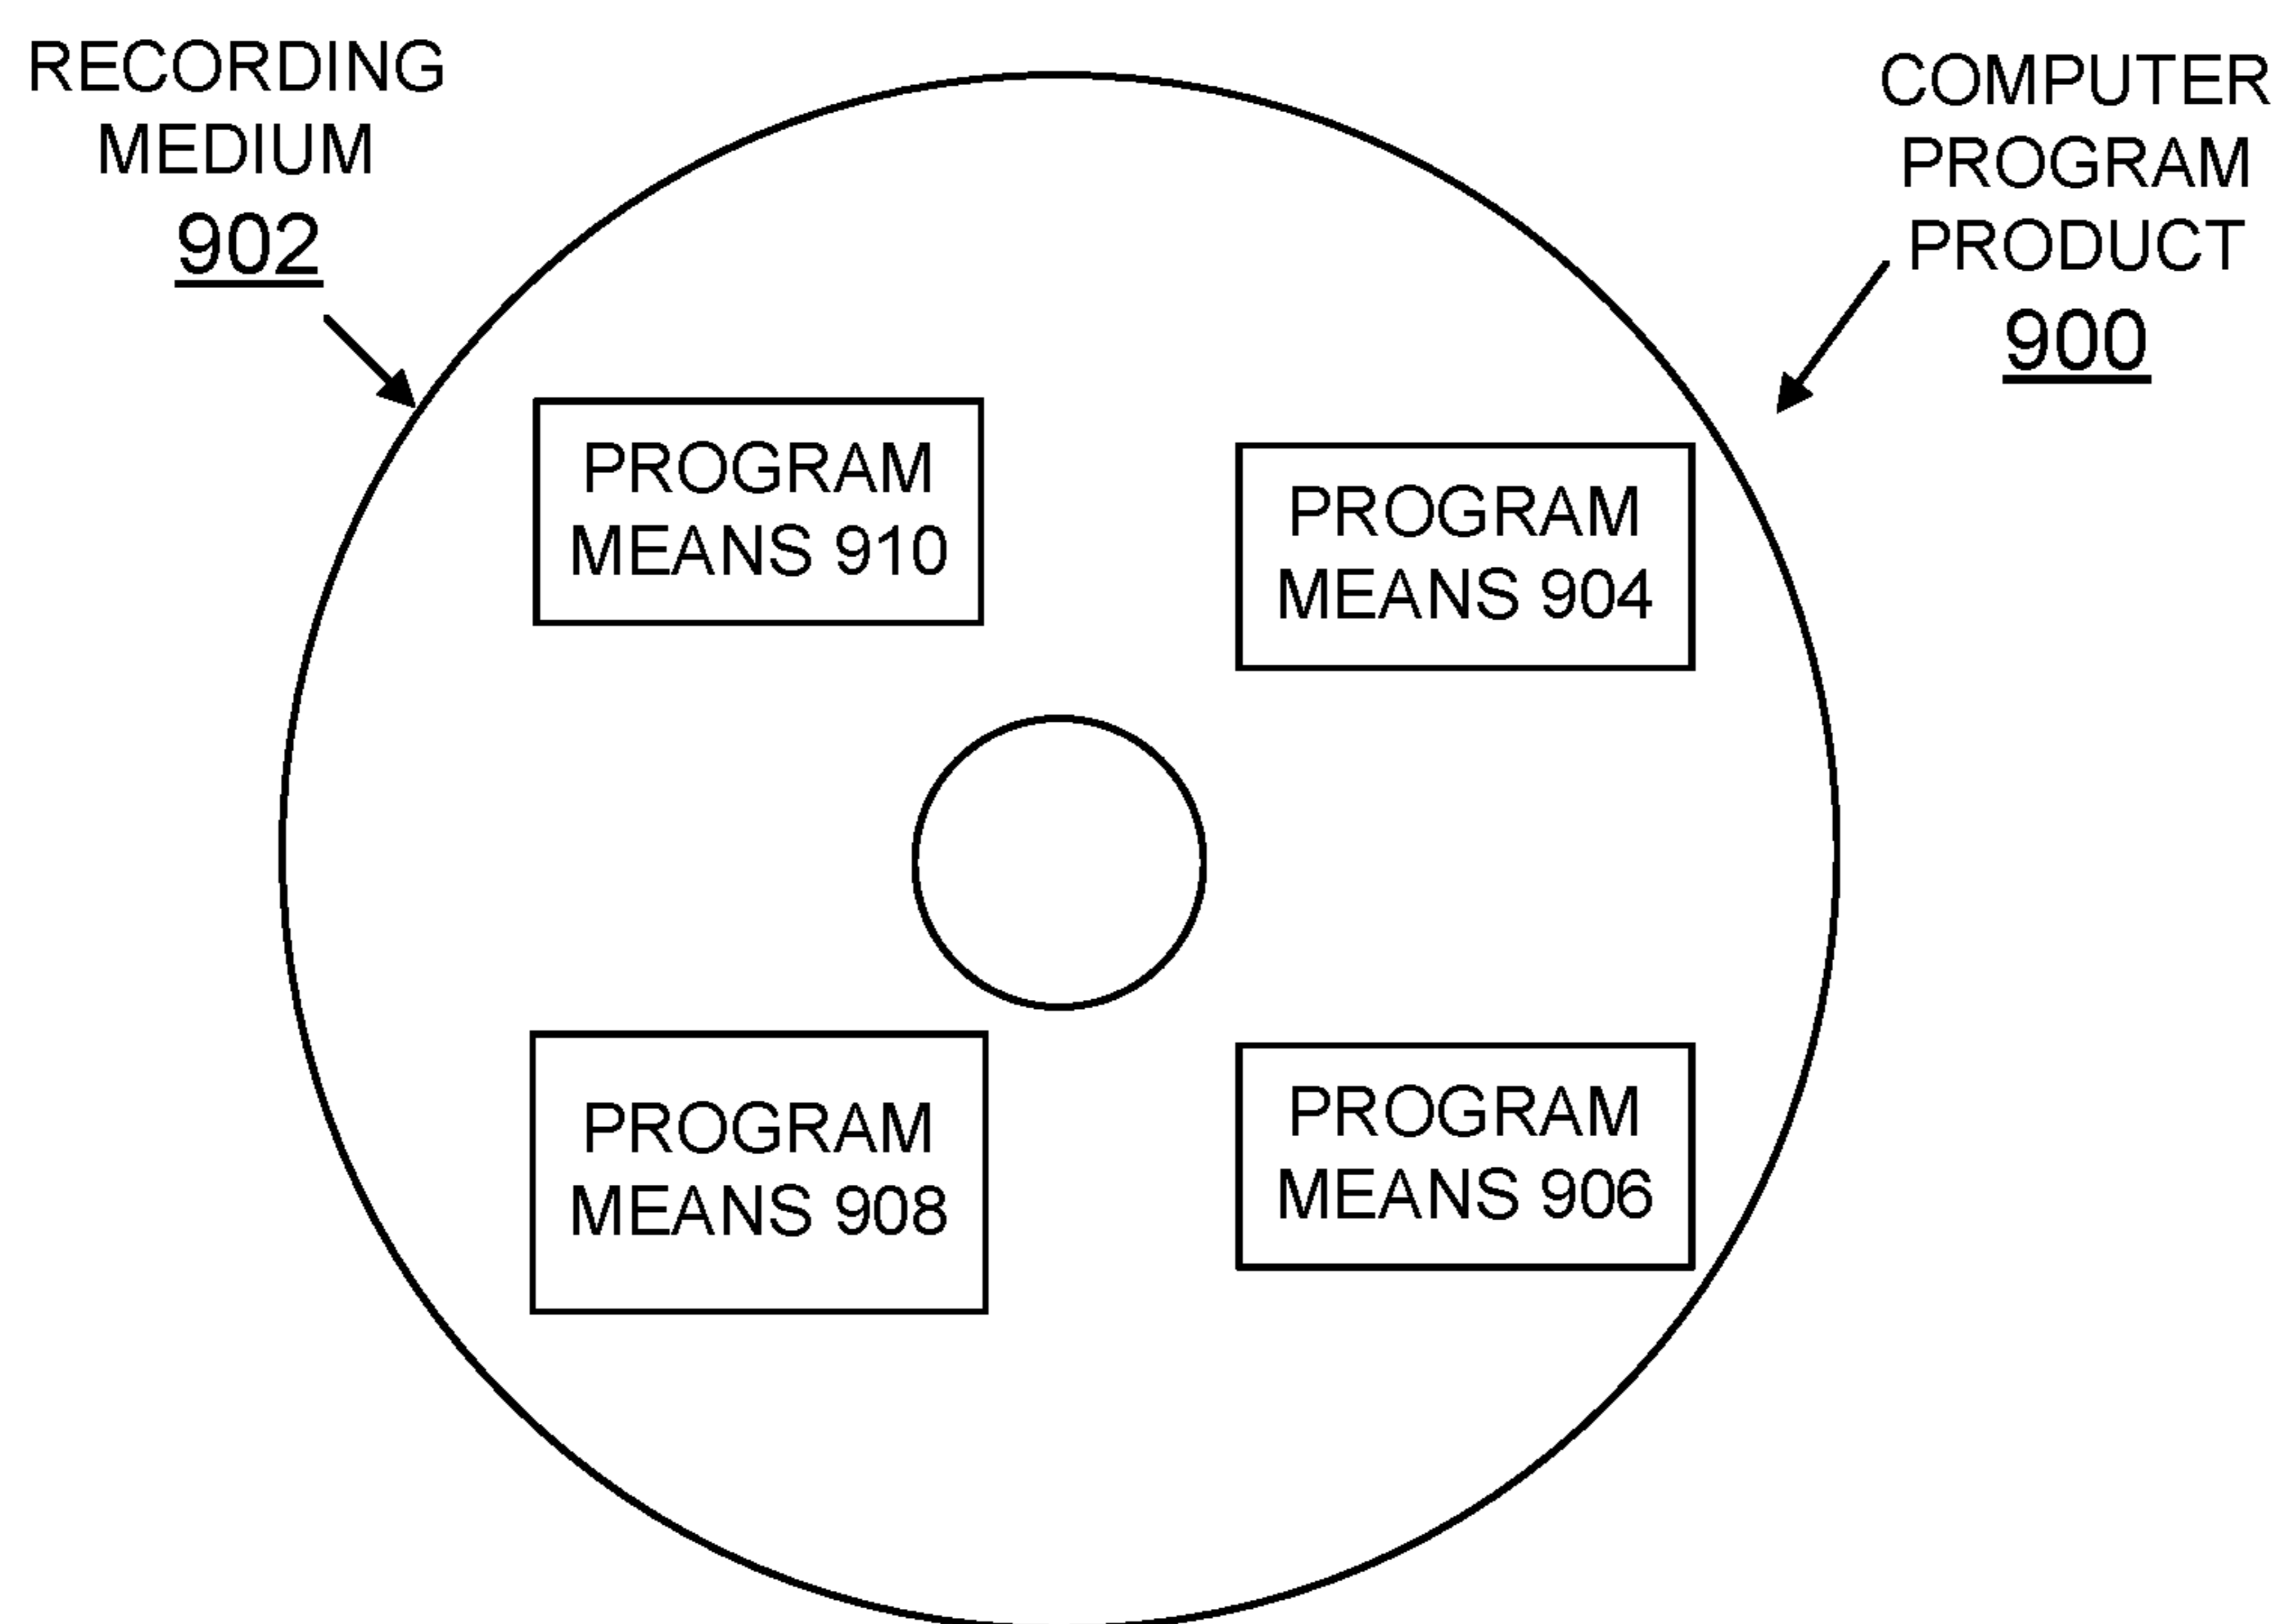 RECORDING
MEDIUM
902
COMPUTER
PROGRAM
PRODUCT
900
PROGRAM
MEANS 910
PROGRAM
MEANS 904
PROGRAM
MEANS 908
PROGRAM
MEANS 906